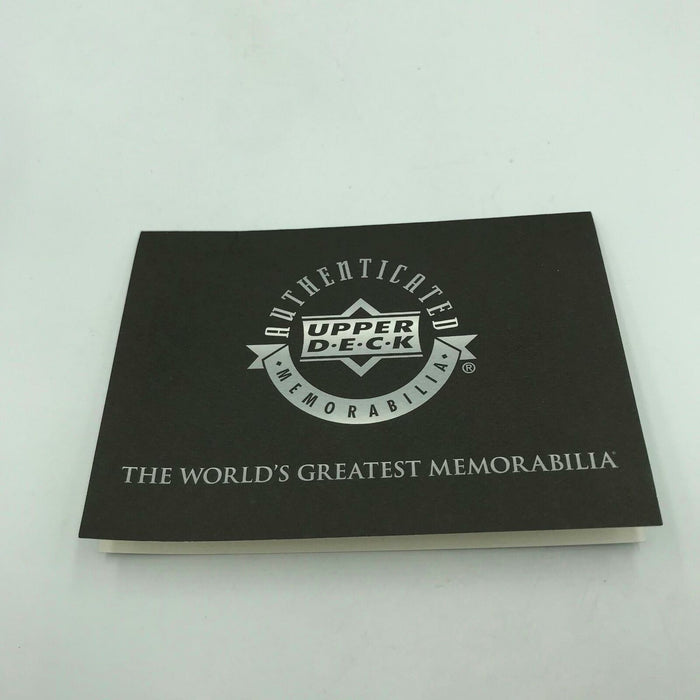 AUTHENTICATED
UPPER
D·E·C·K
MEMORABILIA
®
THE WORLD'S GREATEST MEMORABILIA